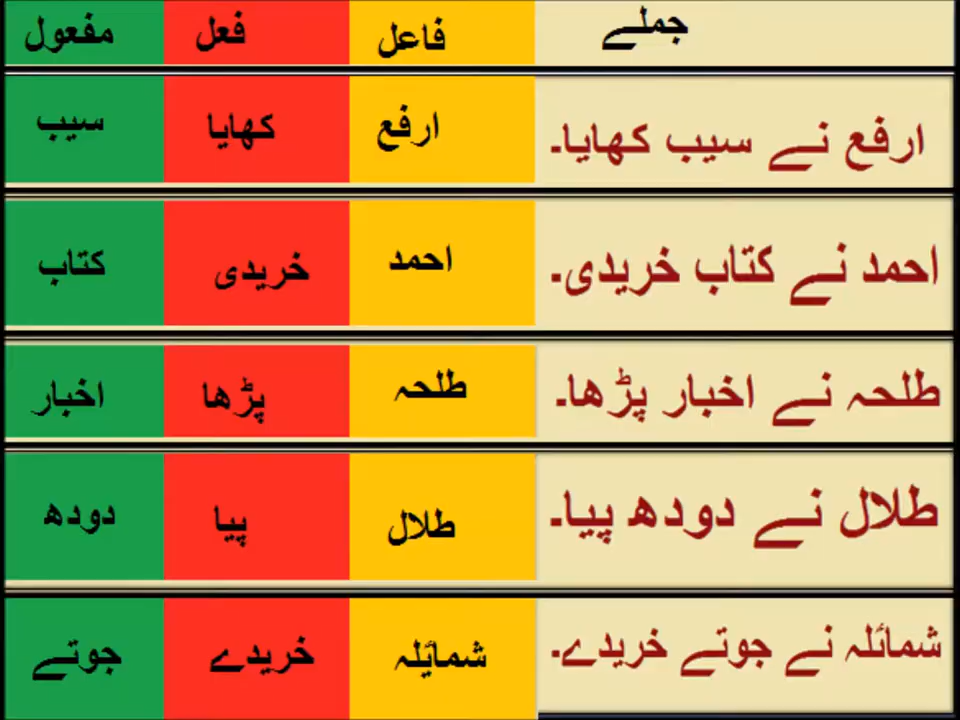 جملے فاعل فعل مفعول
ارفع نے سیب کھایا۔ ارفع کھایا سیب
احمد نے کتاب خریدی۔ احمد خریدی کتاب
طلحہ نے اخبار پڑھا۔ طلحہ پڑھا اخبار
طلال نے دودھ پیا۔ طلال پیا دودھ
شمائلہ نے جوتے خریدے۔ شمائلہ خریدے جوتے